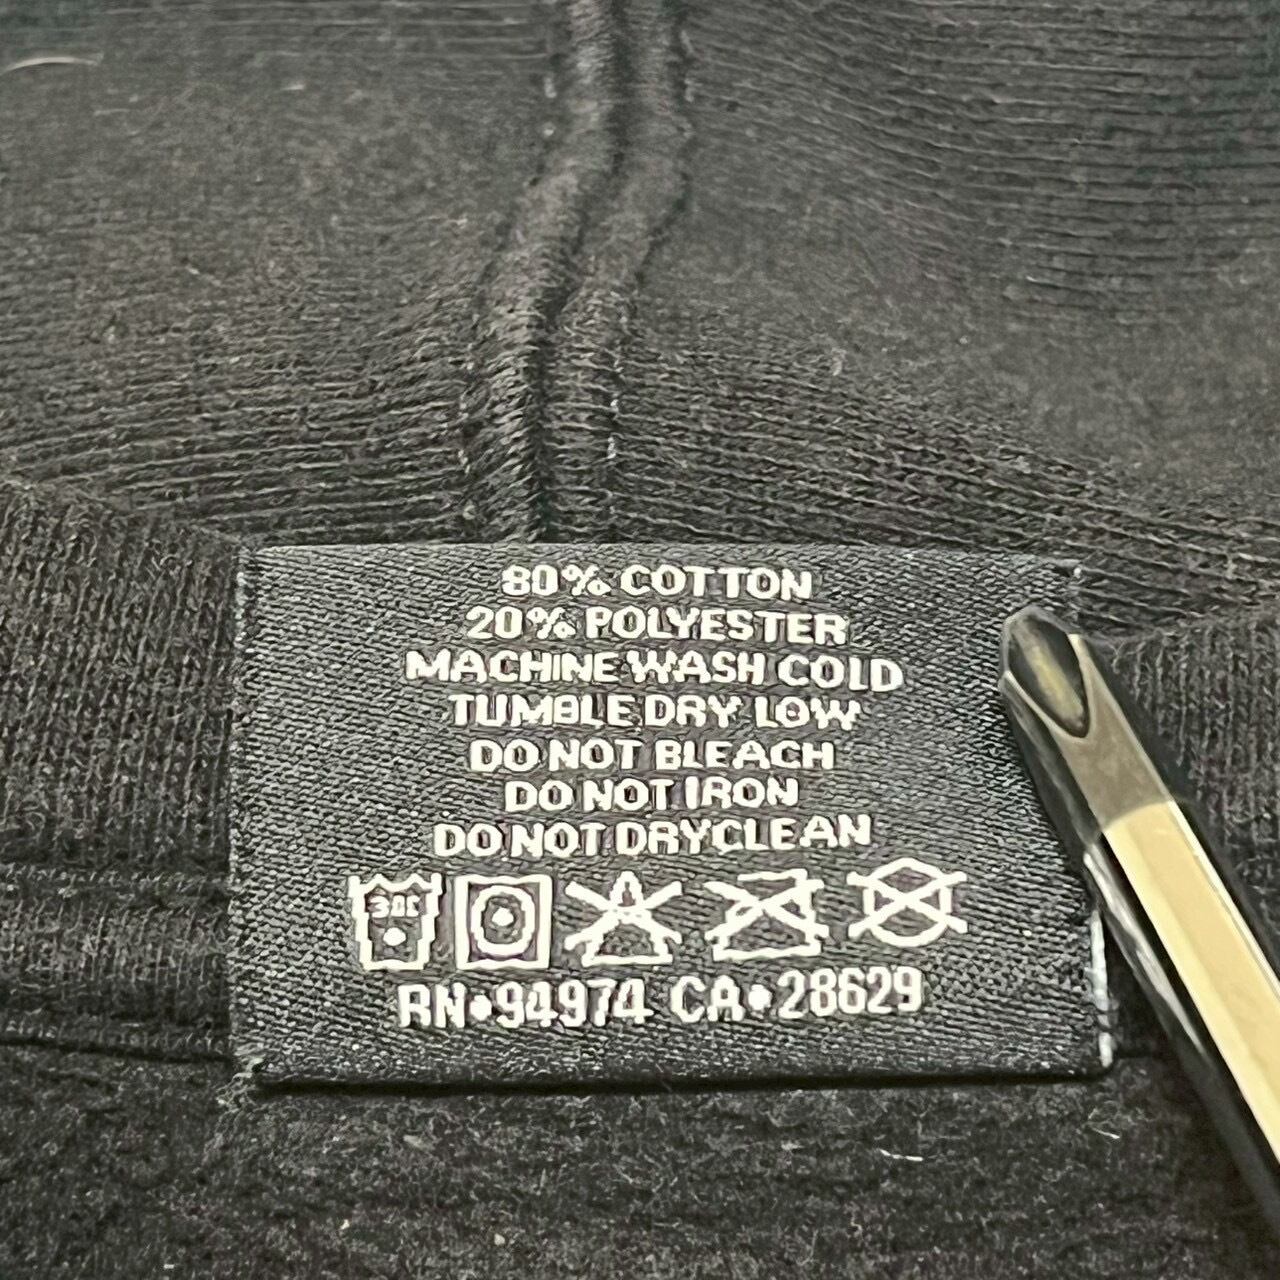 80% COTTON
20% POLYESTER
MACHINE WASH COLD
TUMBLE DRY LOW
DO NOT BLEACH
DO NOT IRON
DO NOT DRYCLEAN
RN•94974 CA•28629